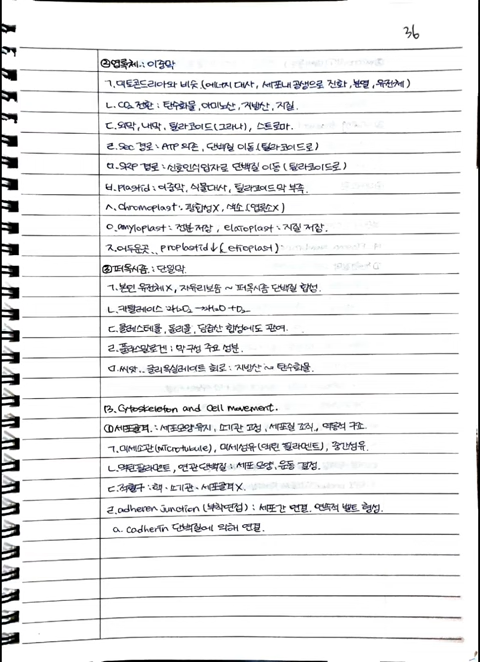 36
②엽록체 : 이중막
ㄱ.미토콘드리아와 비슷 (에너지 대사, 세포내 공생으로 진화, 분열, 유전체)
ㄴ. CO₂ 전환 : 탄수화물, 아미노산, 지방산, 지질.
ㄷ.외막, 내막, 틸라코이드(그라나), 스트로마.
ㄹ. Sec 경로 : ATP 의존, 단백질 이동 (틸라코이드로)
ㅁ. SRP 경로 : 신호인식입자로 단백질 이동 (틸라코이드로)
ㅂ. Plastid : 이중막, 식물대사, 틸라코이드 막 부족.
ㅅ. Chromoplast : 광합성X, 색소 (엽록소X)
ㅇ. amyloplast : 전분 저장, elaioplast : 지질 저장.
ㅈ. 어두운곳.. proplastid ↓ (etioplast)
③퍼옥시좀 : 단일막
ㄱ. 본인 유전체X, 자유리보솜 ~ 퍼옥시좀 단백질 합성.
ㄴ. 카탈레이스 2H₂O₂ → 2H₂O + O₂
ㄷ. 콜레스테롤, 돌리콜, 담즙산 합성에도 관여.
ㄹ. 플라스말로겐 : 막 구성 주요 성분.
ㅁ. 씨앗.. 글리옥실레이트 회로 : 지방산 ~ 탄수화물.
13. Cytoskeleton and Cell movement.
①세포골격 : 세포모양 유지, 소기관 고정, 세포질 조직, 역동적 구조.
ㄱ. 미세소관 (Microtubule), 미세섬유 (액틴 필라멘트), 중간섬유.
ㄴ. 액틴필라멘트, 연관 단백질 : 세포 모양, 운동 결정.
ㄷ. 적혈구 : 핵·소기관·세포골격X.
ㄹ. adheren junction (부착연접) : 세포간 연결. 연속적 벨트 형성.
a. cadherin 단백질에 의해 연결.